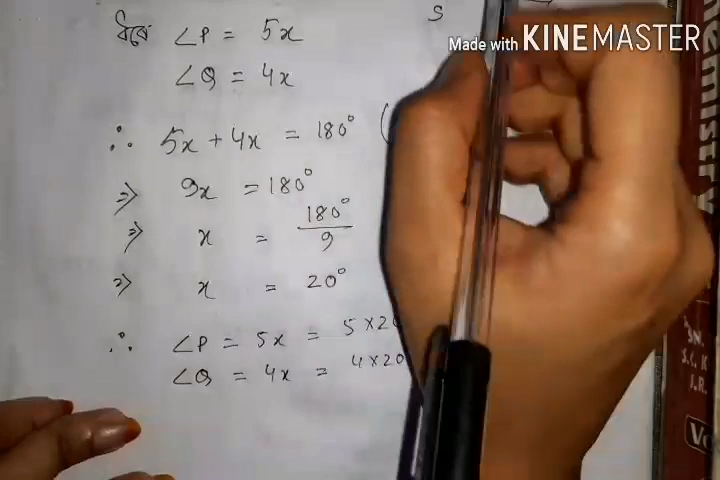 S
Made with KINEMASTER
ধরি ∠P = 5x
∠Q = 4x
∴ 5x + 4x = 180° (
⇒ 9x = 180°
⇒ x = 180°/9
⇒ x = 20°
∴ ∠P = 5x = 5×20
∠Q = 4x = 4×20